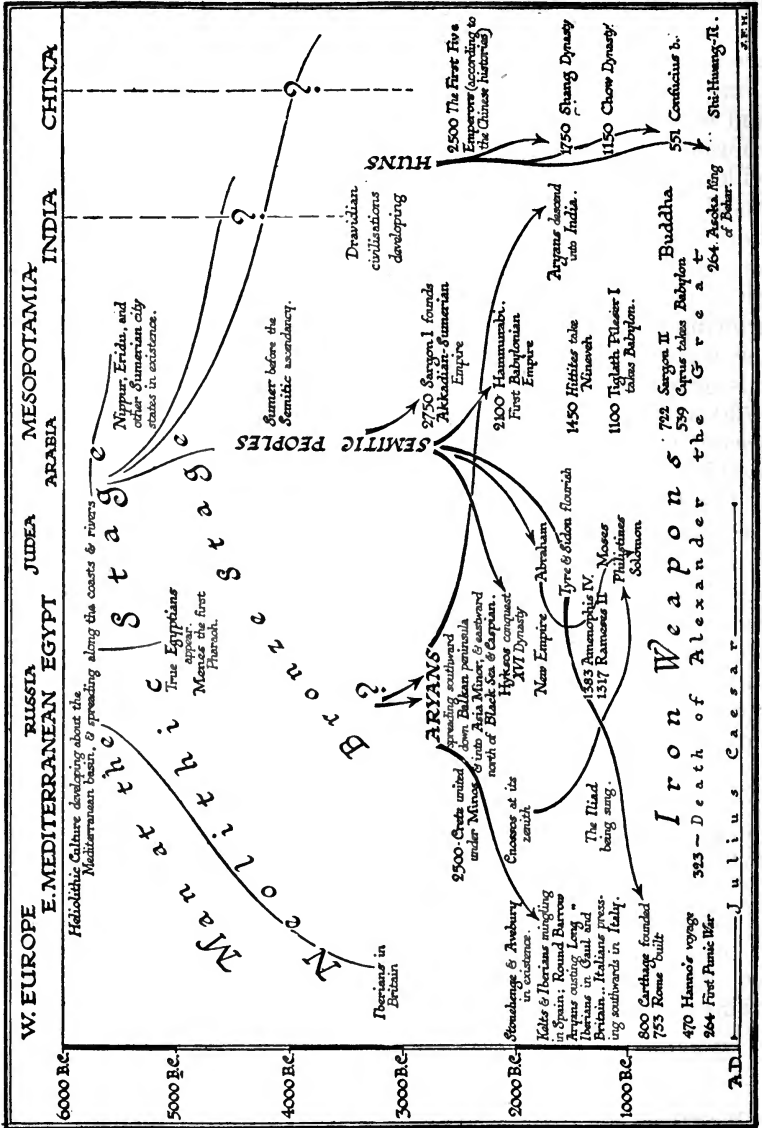 W. EUROPE
RUSSIA
E. MEDITERRANEAN
EGYPT
JUDEA
ARABIA
MESOPOTAMIA
INDIA
CHINA
6000 B.C.
5000 B.C.
4000 B.C.
3000 B.C.
2000 B.C.
1000 B.C.
A.D.
Heliolithic Culture developing about the
Mediterranean basin, & spreading along the coasts & rivers
Man at the
Neolithic Stage
Nippur, Eridu, and
other Sumerian city
states in existence.
?
?
True Egyptians
appear.
Menes the first
Pharaoh.
Bronze Stage
Iberians in
Britain
Sumer before the
Semitic ascendancy.
Dravidian
civilisations
developing
SEMITIC PEOPLES
HUNS
?
ARYANS
spreading southward
down Balkan peninsula
& into Asia Minor, & eastward
north of Black Sea & Caspian.
2750 Sargon I founds
Akkadian-Sumerian
Empire
2500 The First Five
Emperors (according to
the Chinese histories)
2500-Crete united
under Minos
Stonehenge & Avebury
in existence.
Kelts & Iberians mingling
in Spain; Round Barrow
Aryans ousting Long "
Iberians in Gaul and
Britain.. Italians press-
ing southwards in Italy.
Cnossos at its
zenith
Hyksos conquest
XVI Dynasty
New Empire
Abraham
2100 Hammurabi..
First Babylonian
Empire
Aryans descend
into India.
1750 Shang Dynasty
Tyre & Sidon flourish
1450 Hittites take
Nineveh
1383 Amenophis IV.
1317 Rameses II
Moses
Philistines
Solomon
The Iliad
being sung.
1100 Tiglath Pileser I
takes Babylon.
1150 Chow Dynasty.
800 Carthage founded
753 Rome built
Iron Weapons
722 Sargon II
539 Cyrus takes Babylon
Buddha
551 Confucius b.
470 Hanno's voyage
264 First Punic War
323 – Death of Alexander the Great
264. Asoka King
of Behar.
Shi-Huang-Ti.
Julius Caesar
J.F.H.